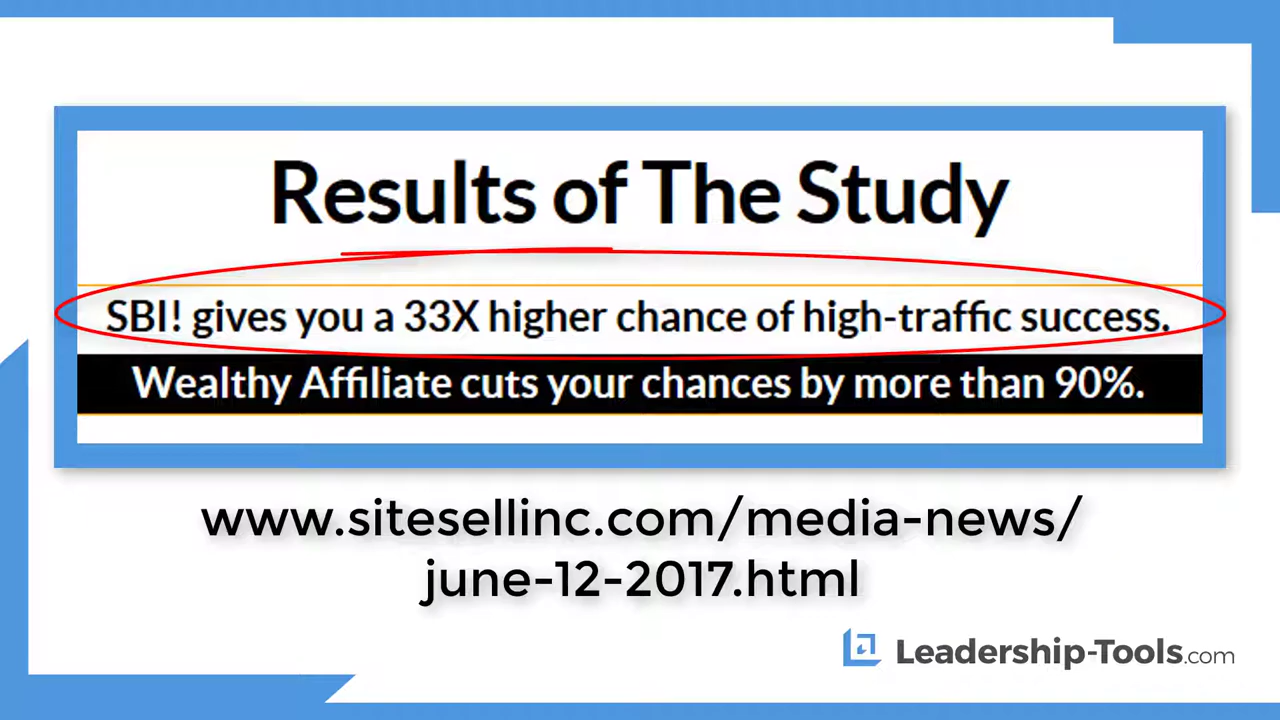 Results of The Study
SBI! gives you a 33X higher chance of high-traffic success.
Wealthy Affiliate cuts your chances by more than 90%.
www.sitesellinc.com/media-news/
june-12-2017.html
Leadership-Tools.com